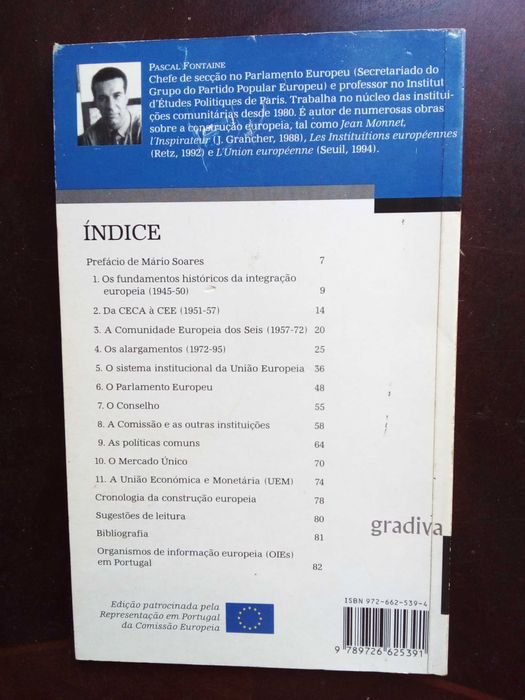 PASCAL FONTAINE
Chefe de secção no Parlamento Europeu (Secretariado do
Grupo do Partido Popular Europeu) e professor no Institut
d'Études Politiques de Paris. Trabalha no núcleo das institui-
ções comunitárias desde 1980. É autor de numerosas obras
sobre a construção europeia, tal como Jean Monnet,
l'Inspirateur (J. Grancher, 1988), Les Instituitions européennes
(Retz, 1992) e L'Union européenne (Seuil, 1994).
ÍNDICE
Prefácio de Mário Soares 7
1. Os fundamentos históricos da integração
europeia (1945-50) 9
2. Da CECA à CEE (1951-57) 14
3. A Comunidade Europeia dos Seis (1957-72) 20
4. Os alargamentos (1972-95) 25
5. O sistema institucional da União Europeia 36
6. O Parlamento Europeu 48
7. O Conselho 55
8. A Comissão e as outras instituições 58
9. As políticas comuns 64
10. O Mercado Único 70
11. A União Económica e Monetária (UEM) 74
Cronologia da construção europeia 78
Sugestões de leitura 80
Bibliografia 81
Organismos de informação europeia (OIEs)
em Portugal 82
gradiva
Edição patrocinada pela
Representação em Portugal
da Comissão Europeia
ISBN 972-662-539-4
9 789726 625391